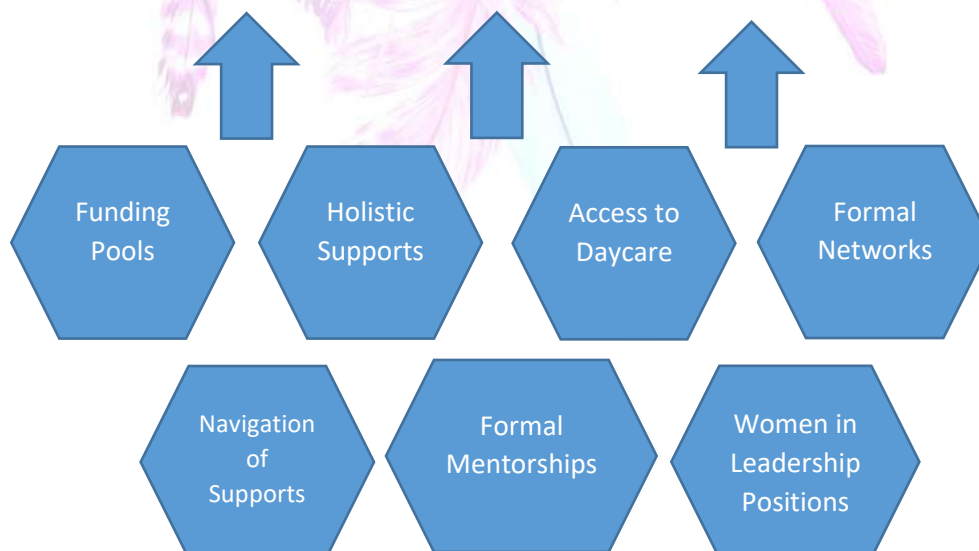 Funding
Pools
Holistic
Supports
Access to
Daycare
Formal
Networks
Navigation
of
Supports
Formal
Mentorships
Women in
Leadership
Positions